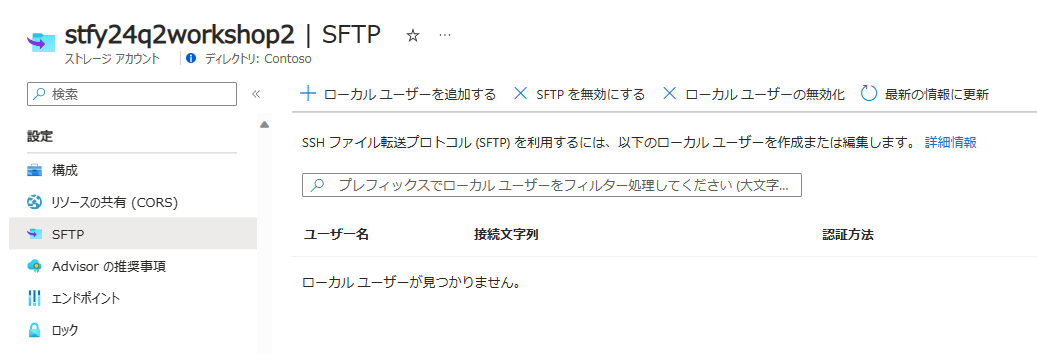 stfy24q2workshop2 | SFTP ☆ …
ストレージ アカウント ディレクトリ: Contoso
検索 «
設定
構成
リソースの共有 (CORS)
SFTP
Advisor の推奨事項
エンドポイント
ロック
ローカル ユーザーを追加する SFTP を無効にする ローカル ユーザーの無効化 最新の情報に更新
SSH ファイル転送プロトコル (SFTP) を利用するには、以下のローカル ユーザーを作成または編集します。 詳細情報
プレフィックスでローカル ユーザーをフィルター処理してください (大文字...
ユーザー名 接続文字列 認証方法
ローカル ユーザーが見つかりません。